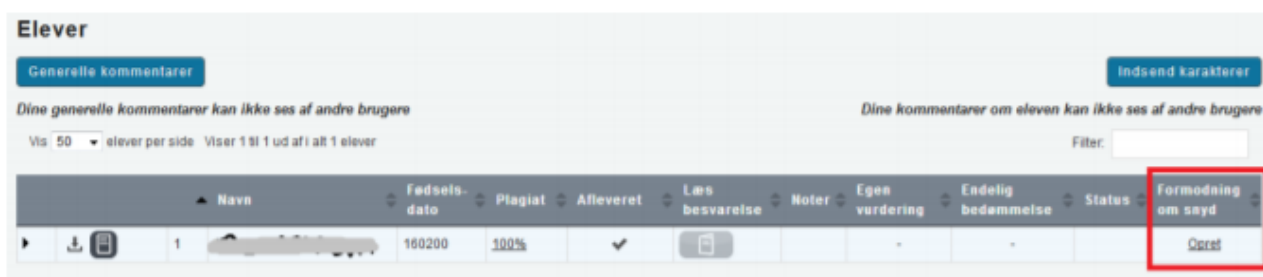 Elever
Generelle kommentarer
Indsend karakterer
Dine generelle kommentarer kan ikke ses af andre brugere
Dine kommentarer om eleven kan ikke ses af andre brugere
Vis 50 elever per side Viser 1 til 1 ud af i alt 1 elever
Filter:
Navn Fødsels-dato Plagiat Afleveret Læs besvarelse Noter Egen vurdering Endelig bedømmelse Status Formodning om snyd
1 160200 100% - - Opret